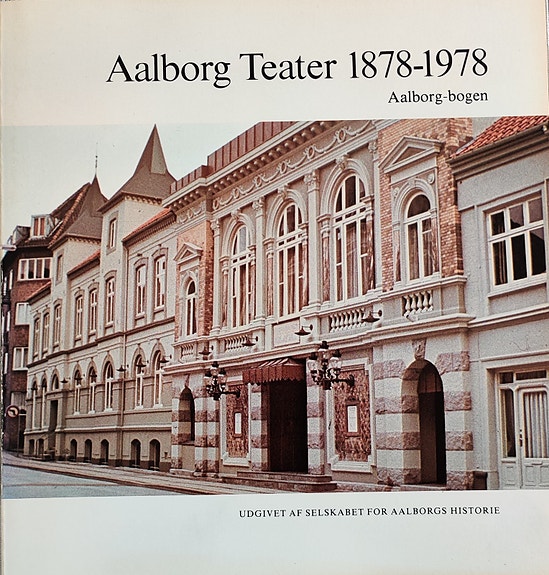 Aalborg Teater 1878-1978
Aalborg-bogen
UDGIVET AF SELSKABET FOR AALBORGS HISTORIE